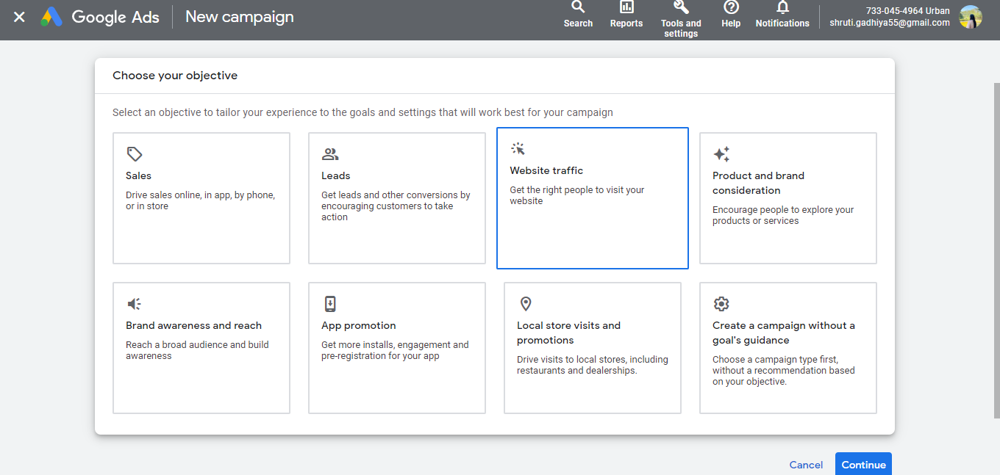 Google Ads
New campaign
Search
Reports
Tools and
settings
Help
Notifications
733-045-4964 Urban
shruti.gadhiya55@gmail.com
Choose your objective
Select an objective to tailor your experience to the goals and settings that will work best for your campaign
Sales
Drive sales online, in app, by phone,
or in store
Leads
Get leads and other conversions by
encouraging customers to take
action
Website traffic
Get the right people to visit your
website
Product and brand
consideration
Encourage people to explore your
products or services
Brand awareness and reach
Reach a broad audience and build
awareness
App promotion
Get more installs, engagement and
pre-registration for your app
Local store visits and
promotions
Drive visits to local stores, including
restaurants and dealerships.
Create a campaign without a
goal's guidance
Choose a campaign type first,
without a recommendation based
on your objective.
Cancel
Continue